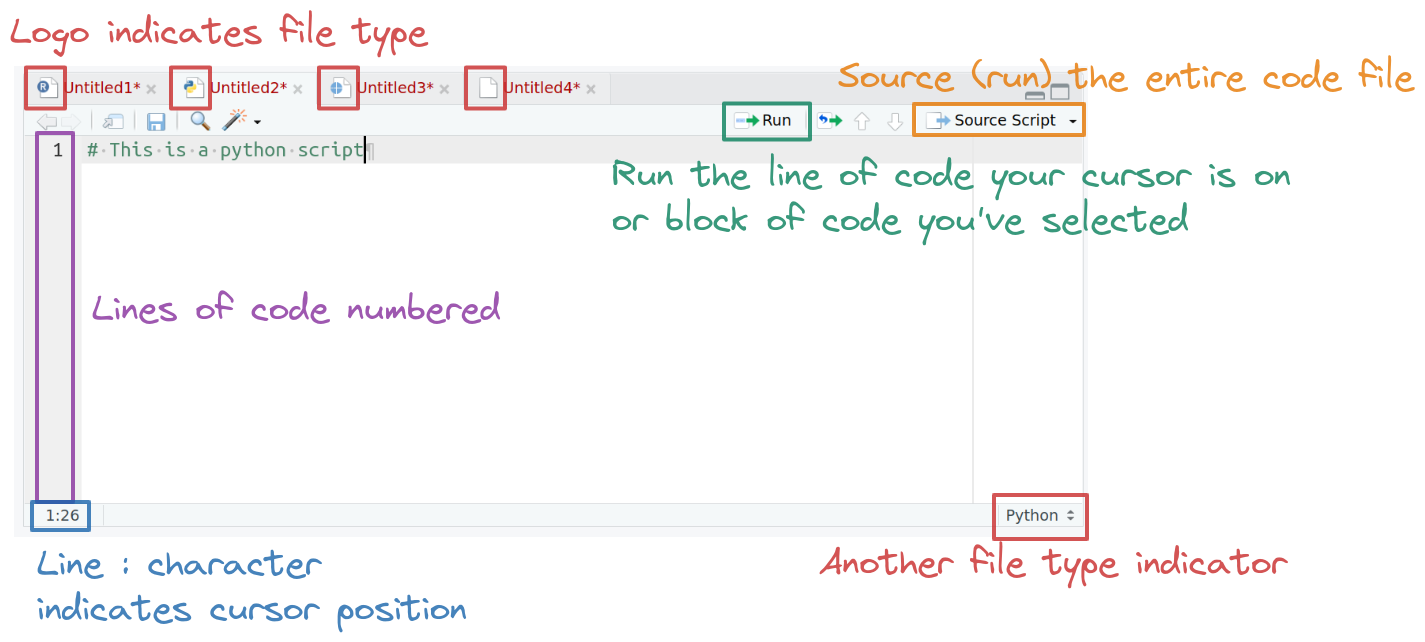 Logo indicates file type
Source (run) the entire code file
R Untitled1* × Untitled2* × Untitled3* × Untitled4* ×
Run Source Script
1 #·This·is·a·python·script¶
Run the line of code your cursor is on
or block of code you've selected
Lines of code numbered
1:26 Python
Line : character
indicates cursor position
Another file type indicator